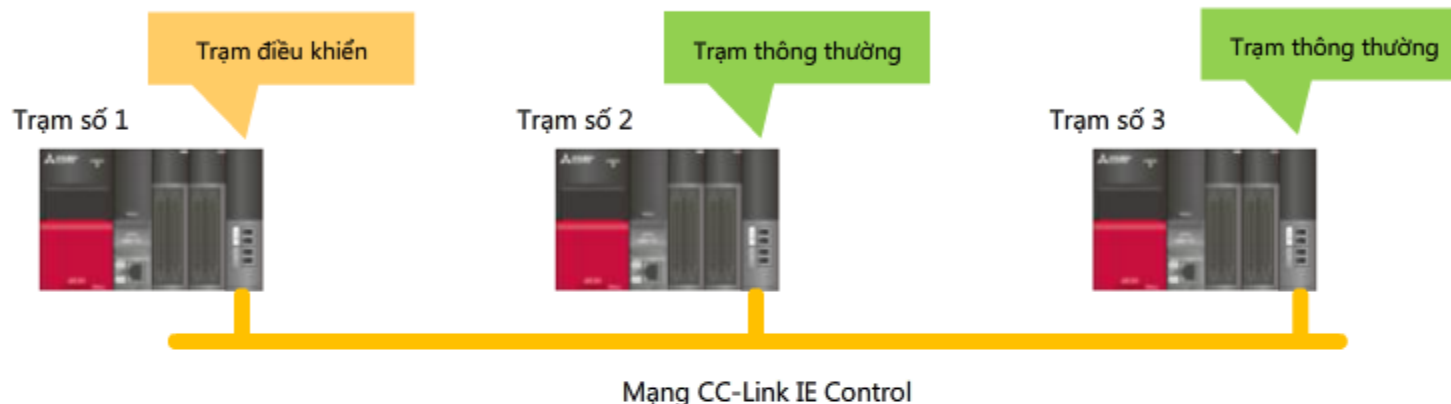 Trạm điều khiển
Trạm thông thường
Trạm thông thường
Trạm số 1
Trạm số 2
Trạm số 3
Mạng CC-Link IE Control